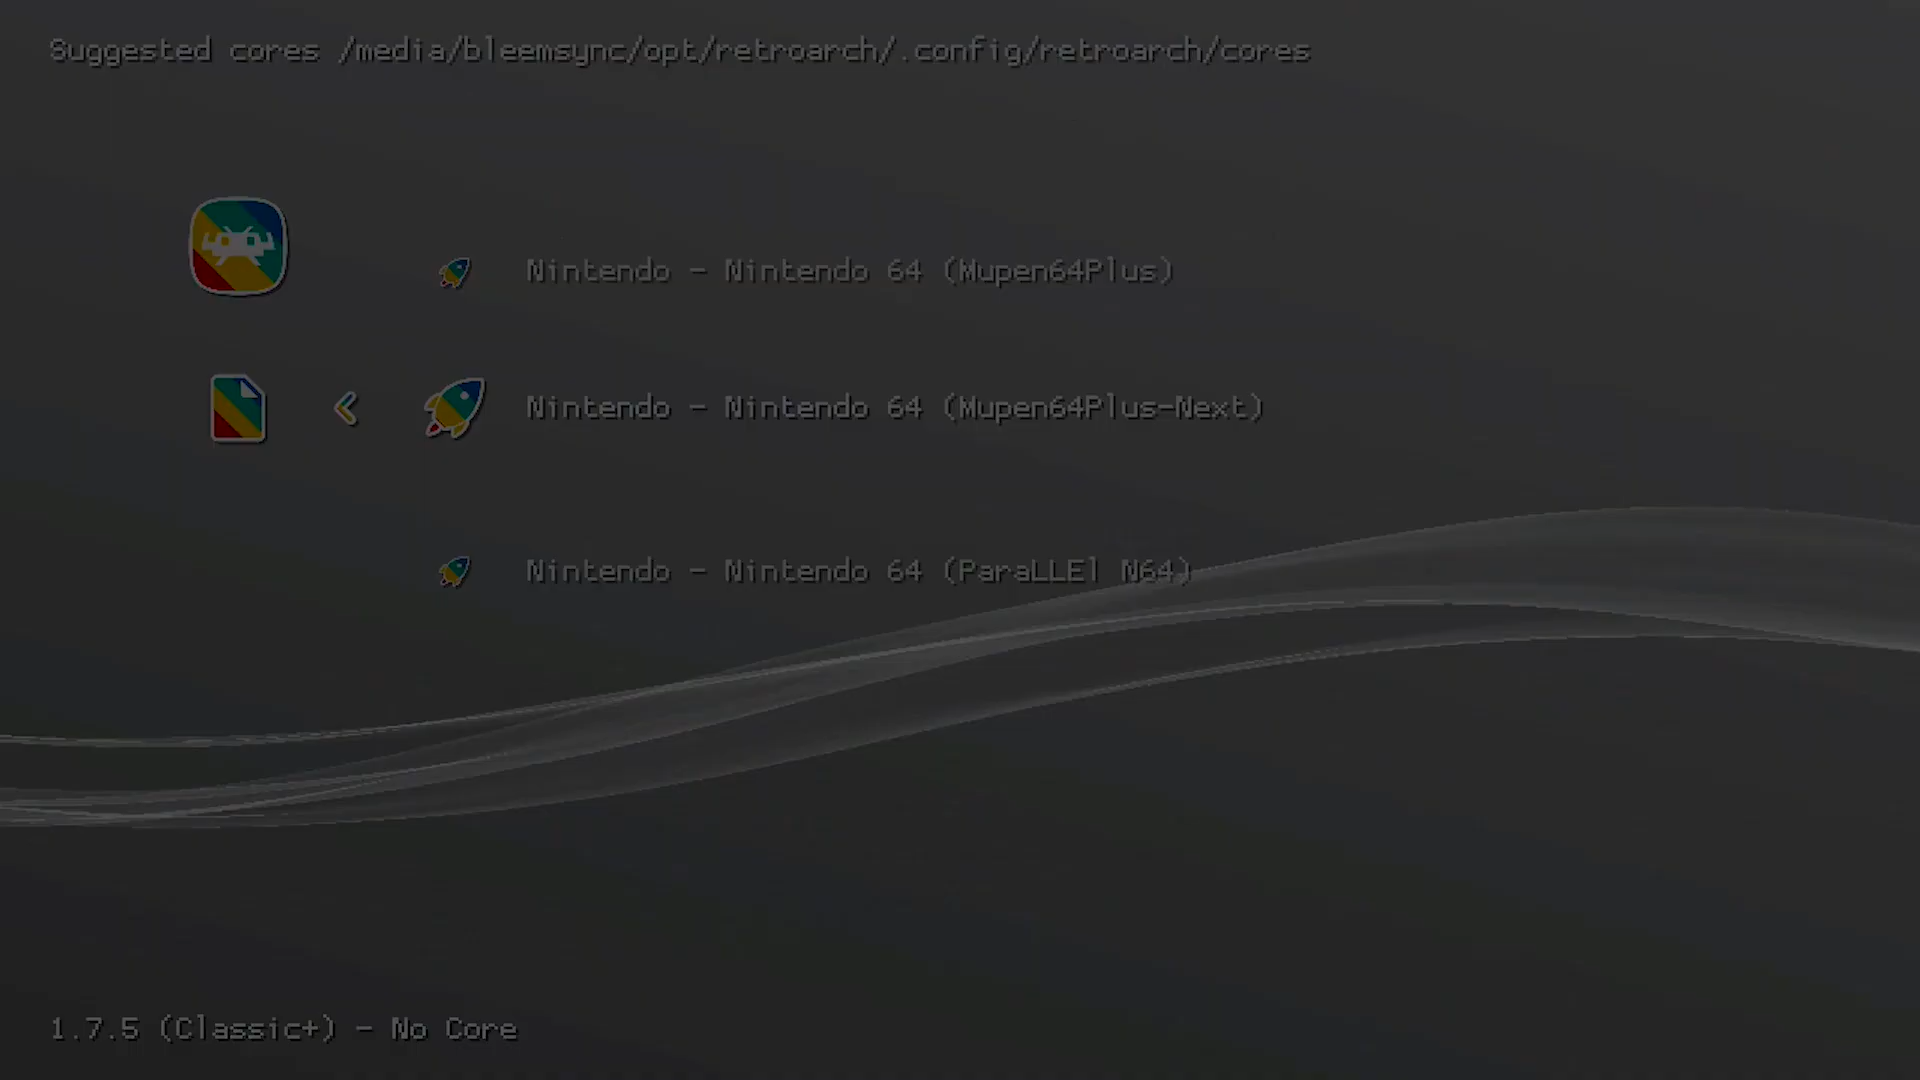 Suggested cores /media/bleemsync/opt/retroarch/.config/retroarch/cores
Nintendo - Nintendo 64 (Mupen64Plus)
Nintendo - Nintendo 64 (Mupen64Plus-Next)
Nintendo - Nintendo 64 (ParaLLEl N64)
1.7.5 (Classic+) - No Core